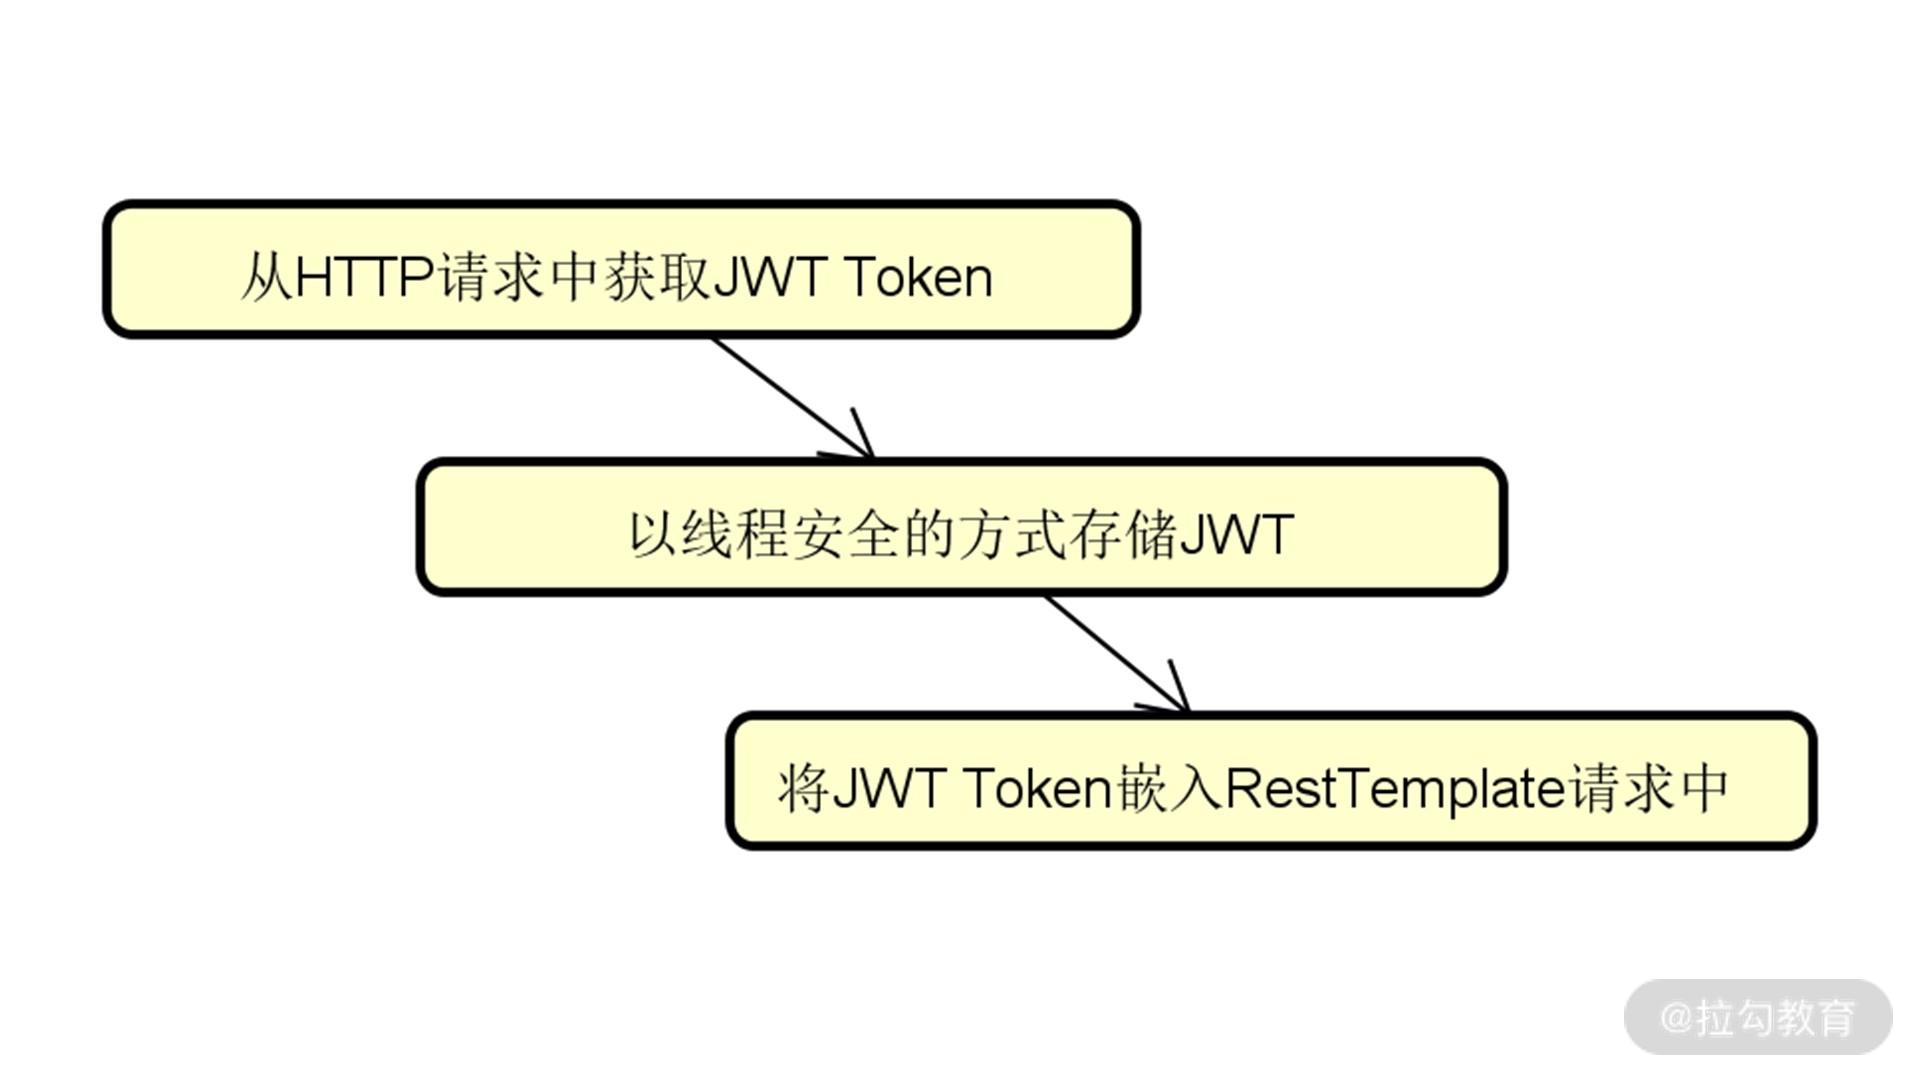 从HTTP请求中获取JWT Token
以线程安全的方式存储JWT
将JWT Token嵌入RestTemplate请求中
@拉勾教育